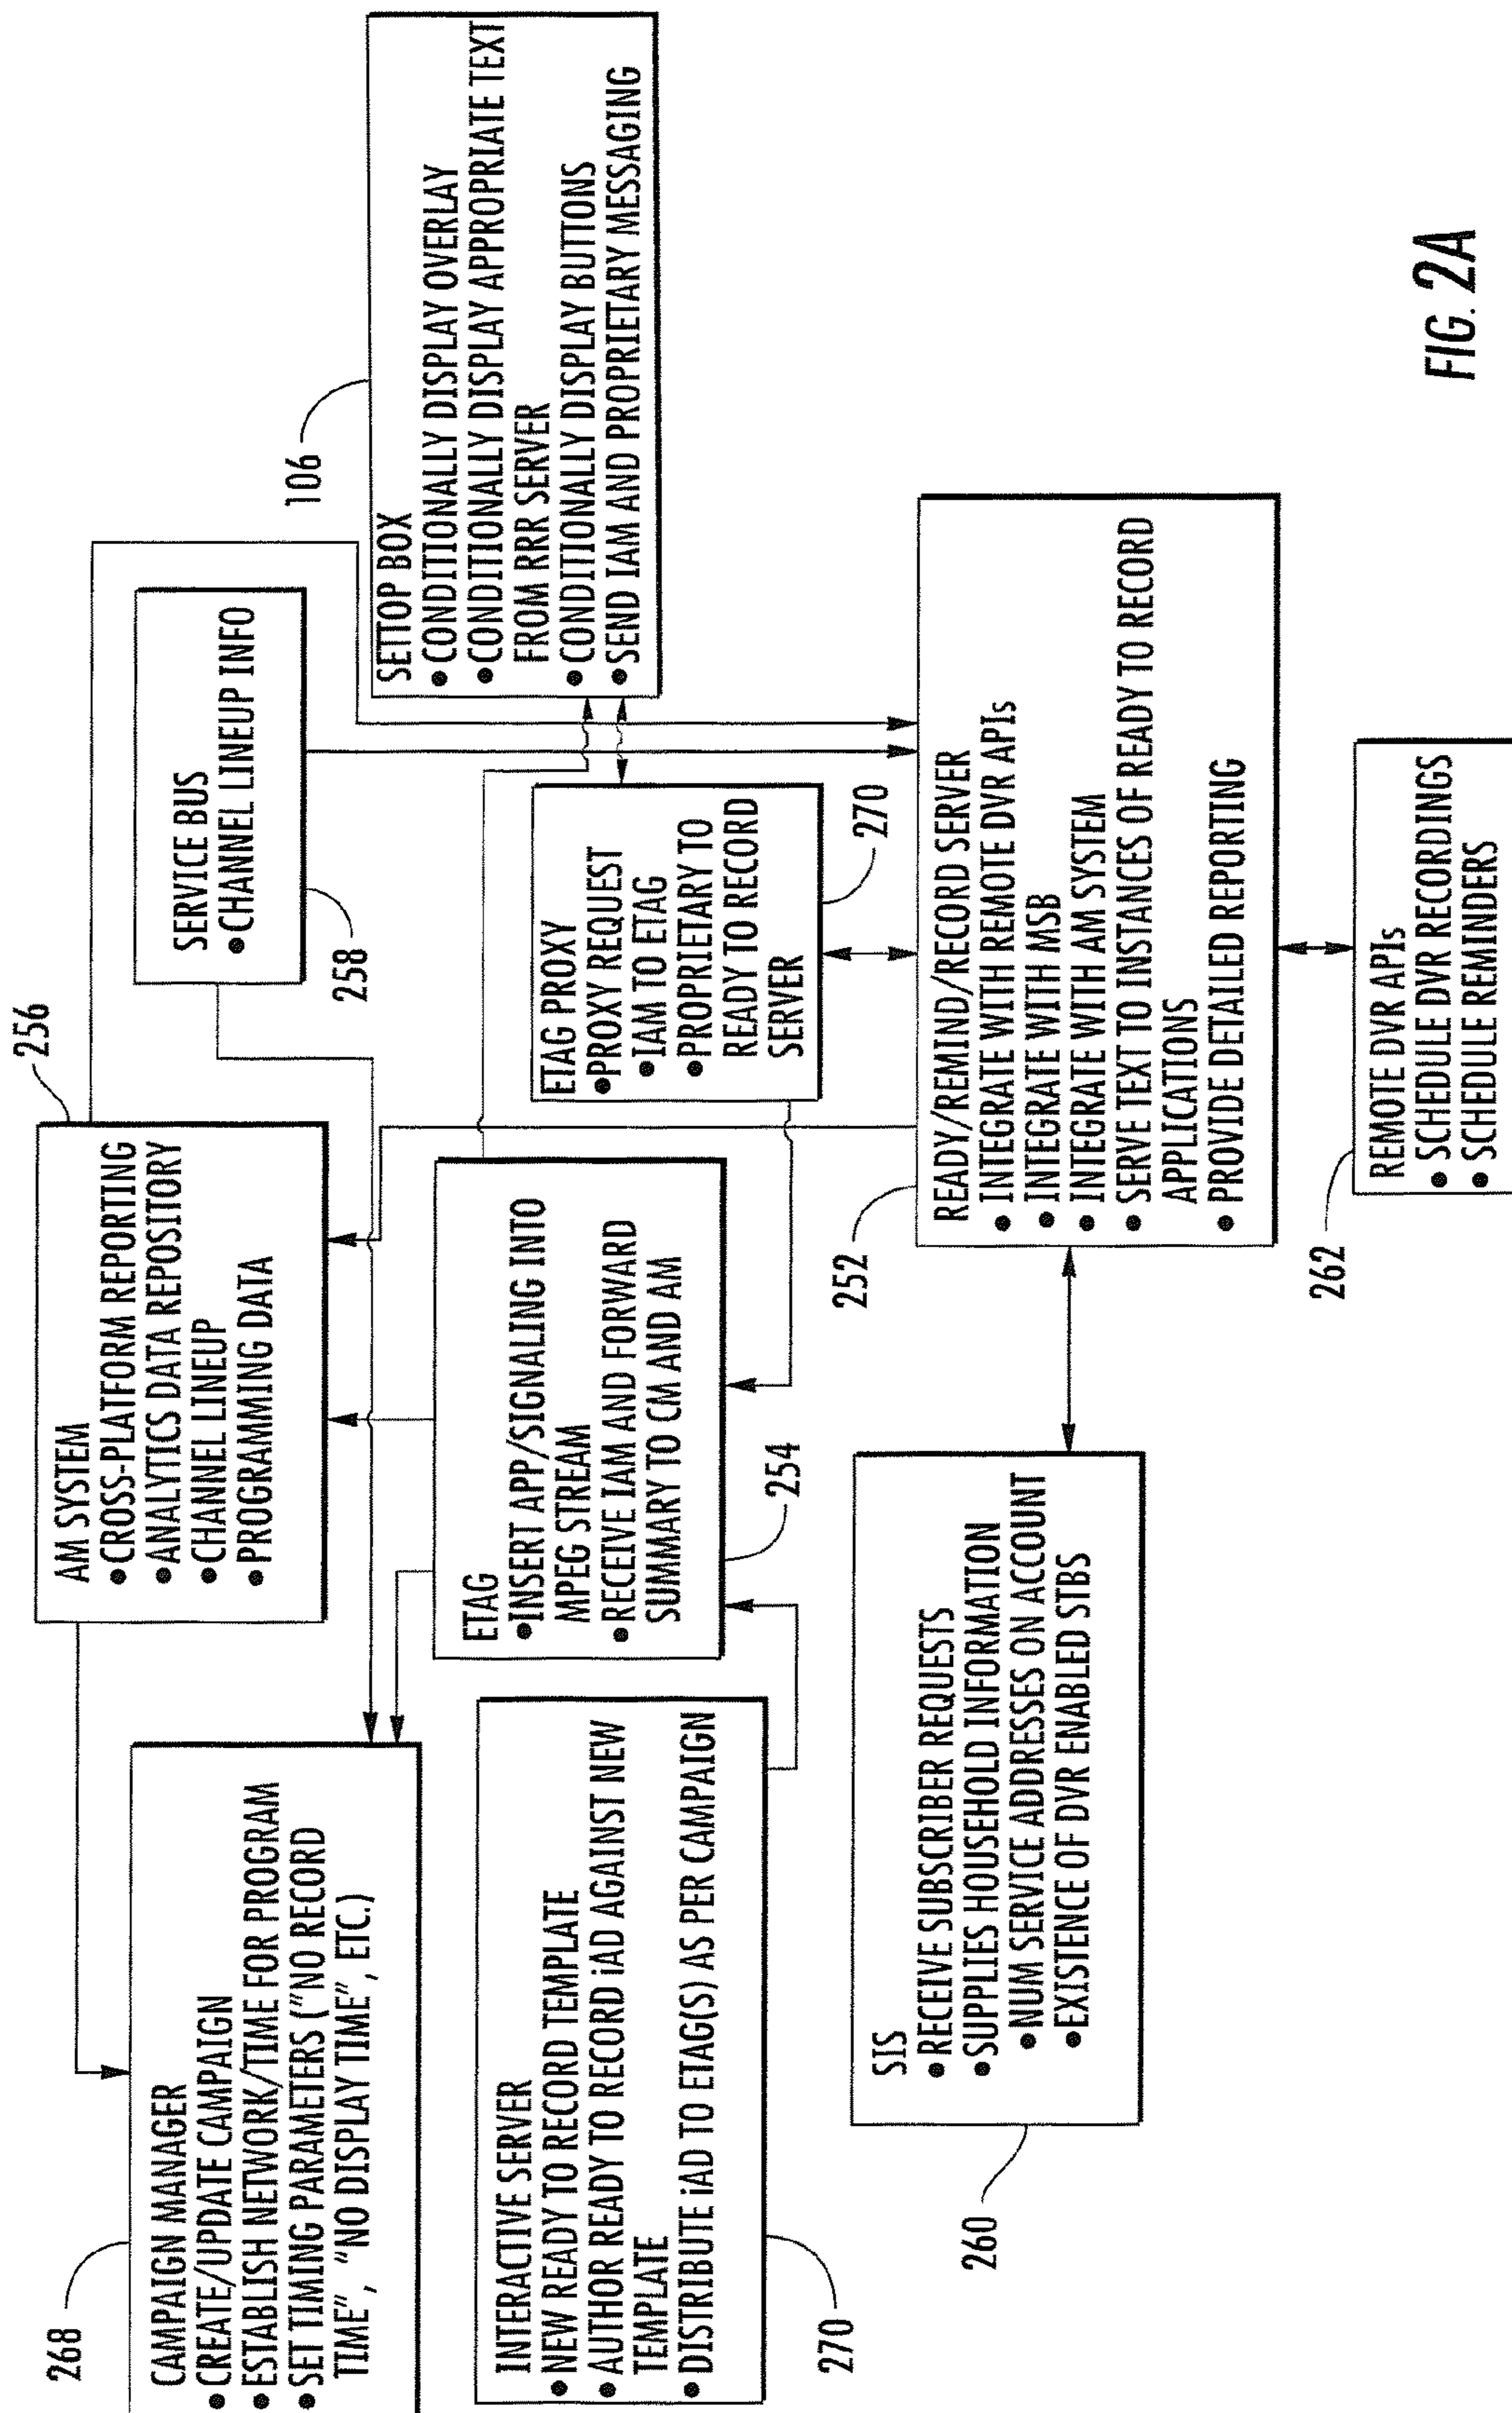 268
CAMPAIGN MANAGER
•CREATE/UPDATE CAMPAIGN
•ESTABLISH NETWORK/TIME FOR PROGRAM
•SET TIMING PARAMETERS ("NO RECORD
TIME", "NO DISPLAY TIME", ETC.)
256
AM SYSTEM
•CROSS-PLATFORM REPORTING
•ANALYTICS DATA REPOSITORY
•CHANNEL LINEUP
•PROGRAMMING DATA
SERVICE BUS
•CHANNEL LINEUP INFO
258
106
SETTOP BOX
•CONDITIONALLY DISPLAY OVERLAY
•CONDITIONALLY DISPLAY APPROPRIATE TEXT
FROM RRR SERVER
•CONDITIONALLY DISPLAY BUTTONS
•SEND IAM AND PROPRIETARY MESSAGING
INTERACTIVE SERVER
•NEW READY TO RECORD TEMPLATE
•AUTHOR READY TO RECORD iAD AGAINST NEW
TEMPLATE
•DISTRIBUTE iAD TO ETAG(S) AS PER CAMPAIGN
270
ETAG
•INSERT APP/SIGNALING INTO
MPEG STREAM
•RECEIVE IAM AND FORWARD
SUMMARY TO CM AND AM
254
ETAG PROXY
•PROXY REQUEST
•IAM TO ETAG
•PROPRIETARY TO
READY TO RECORD
SERVER
270
SIS
•RECEIVE SUBSCRIBER REQUESTS
•SUPPLIES HOUSEHOLD INFORMATION
•NUM SERVICE ADDRESSES ON ACCOUNT
•EXISTENCE OF DVR ENABLED STBS
260
252
READY/REMIND/RECORD SERVER
• INTEGRATE WITH REMOTE DVR APIs
• INTEGRATE WITH MSB
• INTEGRATE WITH AM SYSTEM
• SERVE TEXT TO INSTANCES OF READY TO RECORD
APPLICATIONS
• PROVIDE DETAILED REPORTING
262
REMOTE DVR APIs
• SCHEDULE DVR RECORDINGS
• SCHEDULE REMINDERS
FIG. 2A